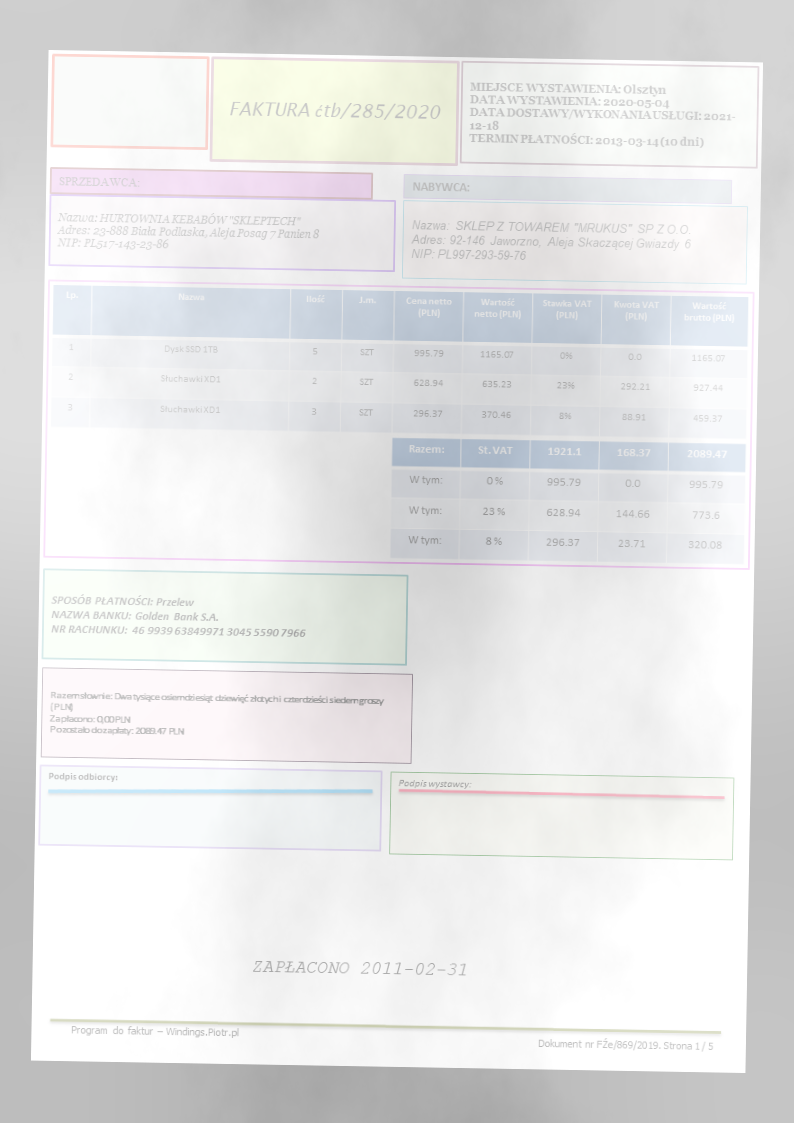 FAKTURA ćtb/285/2020
MIEJSCE WYSTAWIENIA: Olsztyn
DATA WYSTAWIENIA: 2020-05-04
DATA DOSTAWY/WYKONANIA USŁUGI: 2021-
12-18
TERMIN PŁATNOŚCI: 2013-03-14 (10 dni)
SPRZEDAWCA:
Nazwa: HURTOWNIA KEBABÓW "SKLEPTECH"
Adres: 23-888 Biała Podlaska, Aleja Posag 7 Panien 8
NIP: PL517-143-23-86
NABYWCA:
Nazwa: SKLEP Z TOWAREM "MRUKUS" SP Z O.O.
Adres: 92-146 Jaworzno, Aleja Skaczącej Gwiazdy 6
NIP: PL997-293-59-76
Lp. Nazwa Ilość J.m. Cena netto (PLN) Wartość netto (PLN) Stawka VAT (PLN) Kwota VAT (PLN) Wartość brutto (PLN)
1 Dysk SSD 1TB 5 SZT 995.79 1165.07 0% 0.0 1165.07
2 Słuchawki XD1 2 SZT 628.94 635.23 23% 292.21 927.44
3 Słuchawki XD1 3 SZT 296.37 370.46 8% 88.91 459.37
Razem: St. VAT 1921.1 168.37 2089.47
W tym: 0 % 995.79 0.0 995.79
W tym: 23 % 628.94 144.66 773.6
W tym: 8 % 296.37 23.71 320.08
SPOSÓB PŁATNOŚCI: Przelew
NAZWA BANKU: Golden Bank S.A.
NR RACHUNKU: 46 9939 63849971 3045 5590 7966
Razem słownie: Dwa tysiące osiemdziesiąt dziewięć złotych i czterdzieści siedem groszy
(PLN)
Zapłacono: 0,00 PLN
Pozostało do zapłaty: 2089.47 PLN
Podpis odbiorcy:
Podpis wystawcy:
ZAPŁACONO 2011-02-31
Program do faktur – Windings.Piotr.pl
Dokument nr FŻe/869/2019. Strona 1 / 5